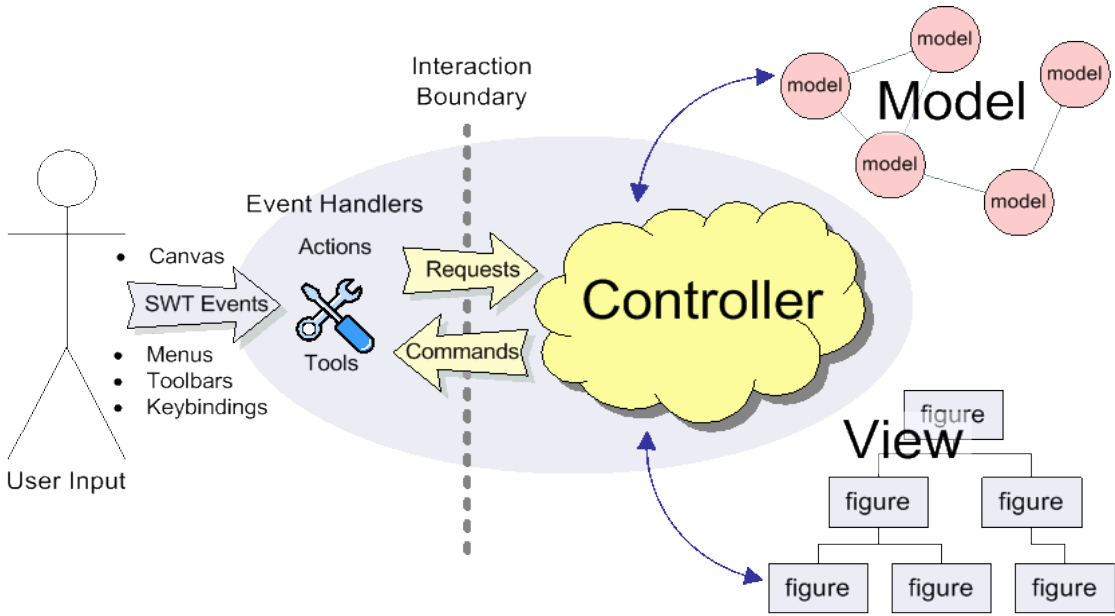 Interaction
Boundary
model
model
model
Model
model
model
Event Handlers
Actions
Canvas
SWT Events
Requests
Controller
Commands
Tools
Menus
Toolbars
Keybindings
User Input
figure
View
figure
figure
figure
figure
figure